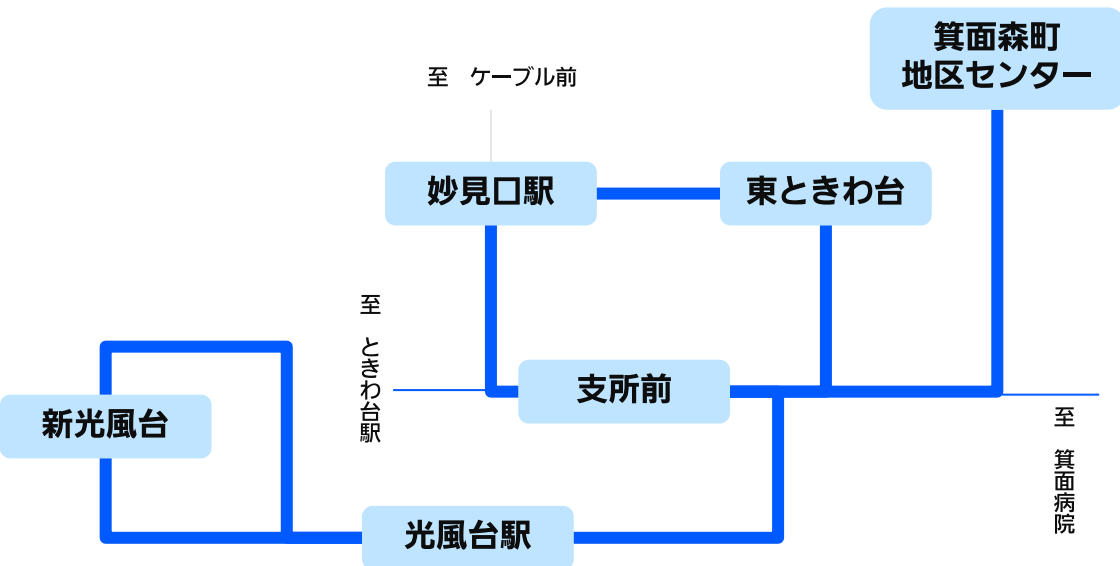 箕面森町
地区センター
至　ケーブル前
妙見口駅
東ときわ台
至　ときわ台駅
支所前
新光風台
至　箕面病院
光風台駅